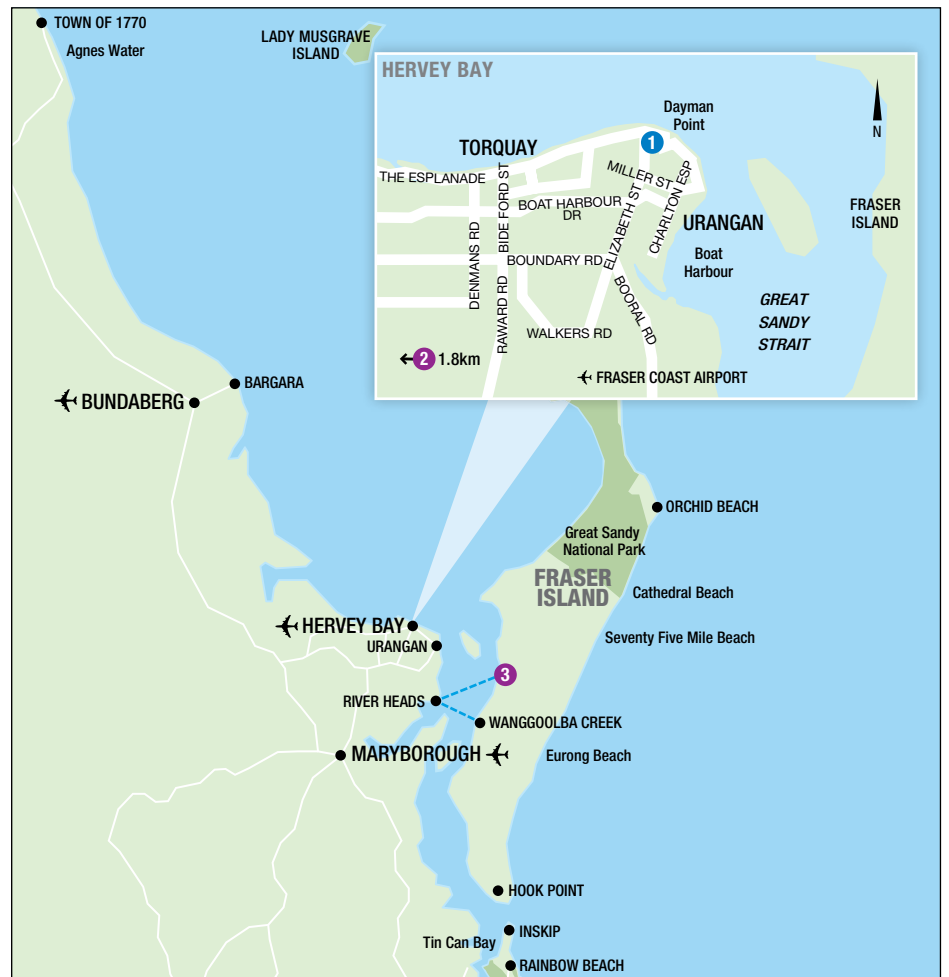 TOWN OF 1770
Agnes Water
LADY MUSGRAVE
ISLAND
HERVEY BAY
Dayman
Point
N
1
TORQUAY
THE ESPLANADE
MILLER ST
BIDE FORD ST
BOAT HARBOUR
DR
ELIZABETH ST
CHARLTON ESP
URANGAN
FRASER
ISLAND
DENMANS RD
BOUNDARY RD
Boat
Harbour
RAWARD RD
BOORAL RD
GREAT
SANDY
STRAIT
WALKERS RD
2 1.8km
FRASER COAST AIRPORT
BARGARA
BUNDABERG
ORCHID BEACH
Great Sandy
National Park
FRASER
ISLAND
Cathedral Beach
HERVEY BAY
Seventy Five Mile Beach
URANGAN
3
RIVER HEADS
WANGGOOLBA CREEK
MARYBOROUGH
Eurong Beach
HOOK POINT
INSKIP
Tin Can Bay
RAINBOW BEACH